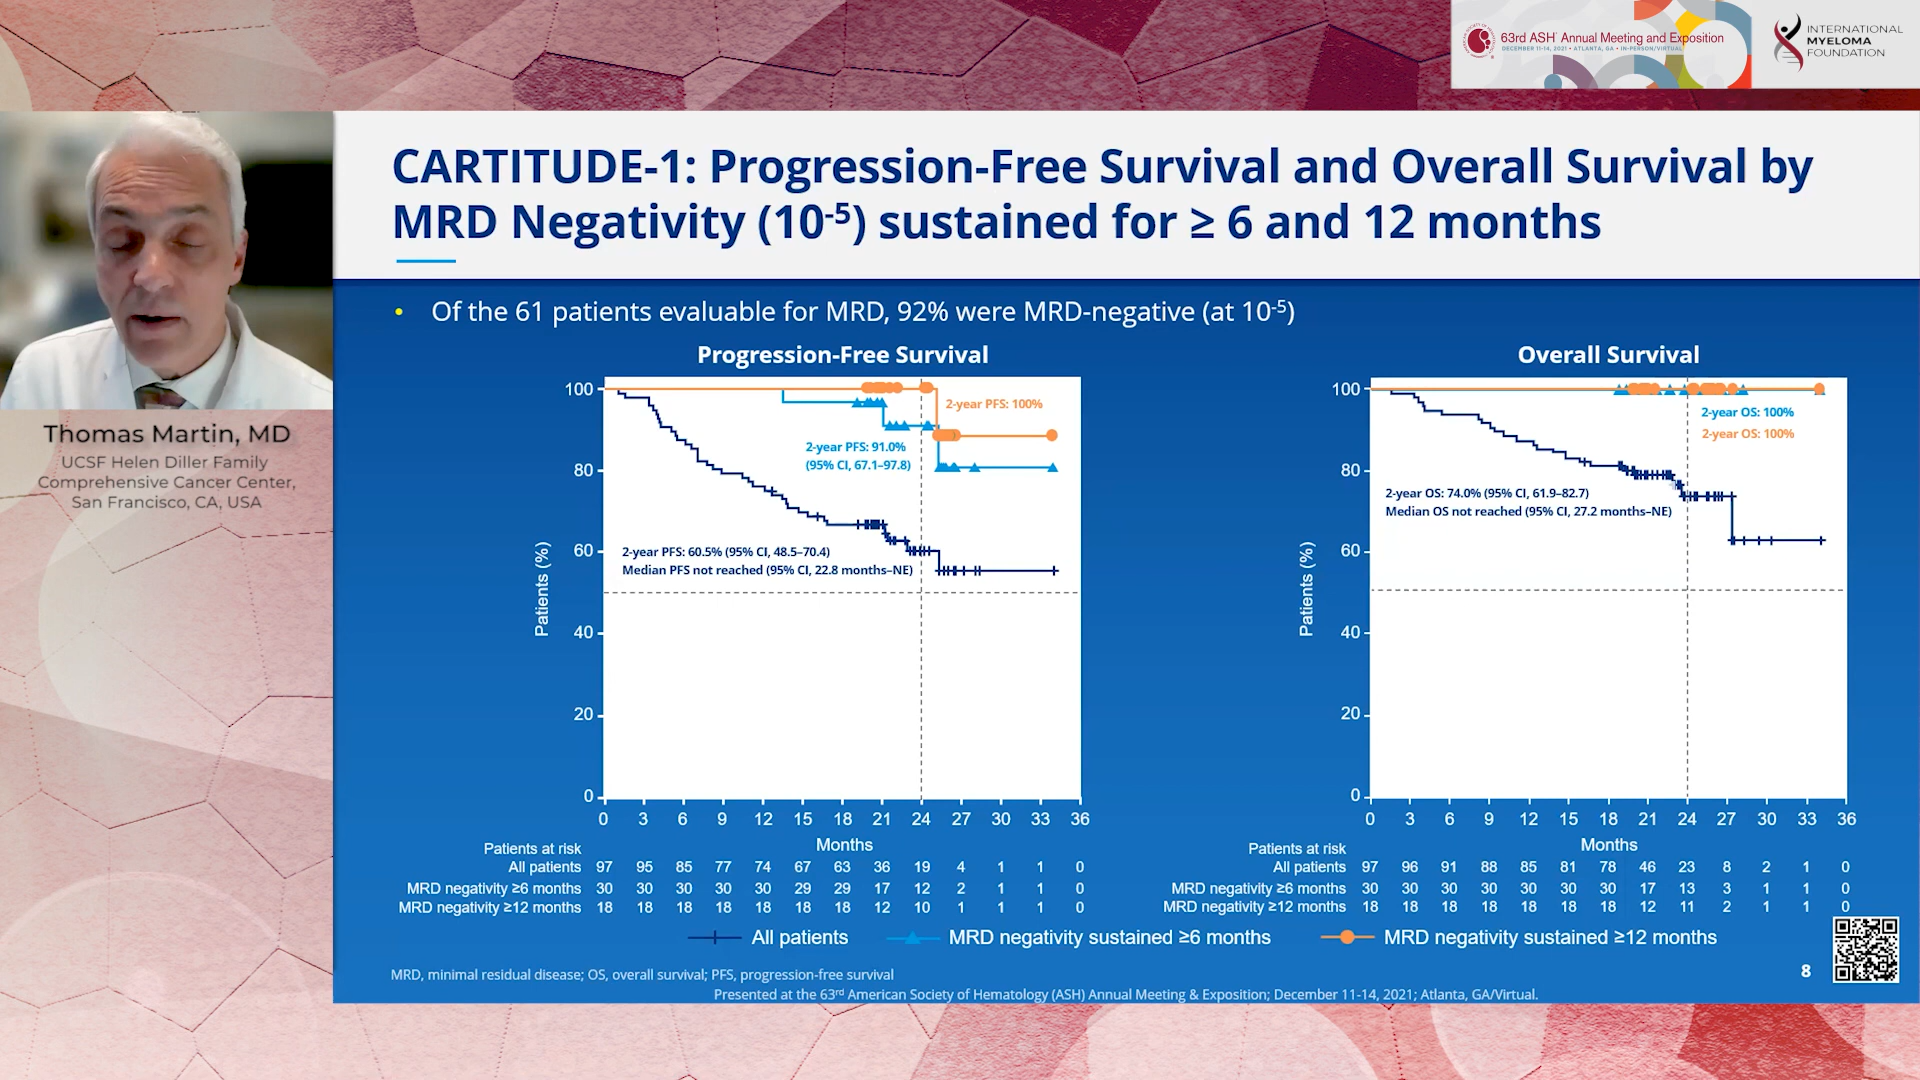 63rd ASH® Annual Meeting and Exposition
DECEMBER 11-14, 2021 • ATLANTA, GA • IN-PERSON/VIRTUAL
INTERNATIONAL
MYELOMA
FOUNDATION
Thomas Martin, MD
UCSF Helen Diller Family
Comprehensive Cancer Center,
San Francisco, CA, USA
CARTITUDE-1: Progression-Free Survival and Overall Survival by
MRD Negativity (10-5) sustained for ≥ 6 and 12 months
• Of the 61 patients evaluable for MRD, 92% were MRD-negative (at 10-5)
Progression-Free Survival
Patients (%)
100
80
60
40
20
0
2-year PFS: 100%
2-year PFS: 91.0%
(95% CI, 67.1–97.8)
2-year PFS: 60.5% (95% CI, 48.5–70.4)
Median PFS not reached (95% CI, 22.8 months–NE)
0 3 6 9 12 15 18 21 24 27 30 33 36
Months
Patients at risk
All patients 97 95 85 77 74 67 63 36 19 4 1 1 0
MRD negativity ≥6 months 30 30 30 30 30 29 29 17 12 2 1 1 0
MRD negativity ≥12 months 18 18 18 18 18 18 18 12 10 1 1 1 0
Overall Survival
Patients (%)
100
80
60
40
20
0
2-year OS: 100%
2-year OS: 100%
2-year OS: 74.0% (95% CI, 61.9–82.7)
Median OS not reached (95% CI, 27.2 months–NE)
0 3 6 9 12 15 18 21 24 27 30 33 36
Months
Patients at risk
All patients 97 96 91 88 85 81 78 46 23 8 2 1 0
MRD negativity ≥6 months 30 30 30 30 30 30 30 17 13 3 1 1 0
MRD negativity ≥12 months 18 18 18 18 18 18 18 12 11 2 1 1 0
All patients
MRD negativity sustained ≥6 months
MRD negativity sustained ≥12 months
MRD, minimal residual disease; OS, overall survival; PFS, progression-free survival
8
Presented at the 63rd American Society of Hematology (ASH) Annual Meeting & Exposition; December 11-14, 2021; Atlanta, GA/Virtual.